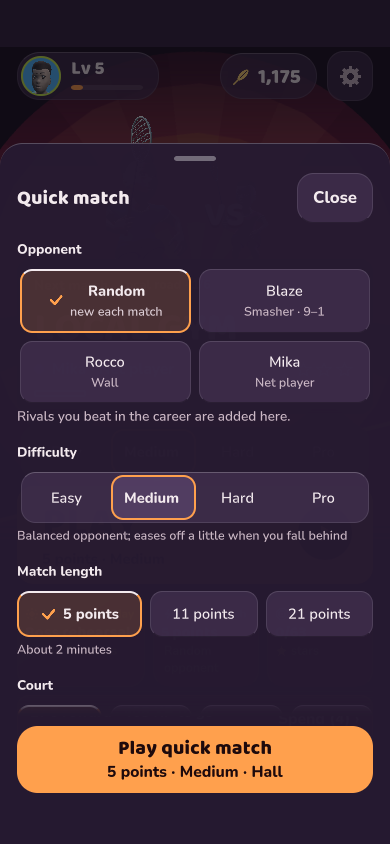 Lv 5
1,175
Quick match
Close
Opponent
Random
new each match
Blaze
Smasher · 9–1
Rocco
Wall
Mika
Net player
Rivals you beat in the career are added here.
Difficulty
Easy
Medium
Hard
Pro
Balanced opponent; eases off a little when you fall behind
Match length
5 points
11 points
21 points
About 2 minutes
Court
Play quick match
5 points · Medium · Hall